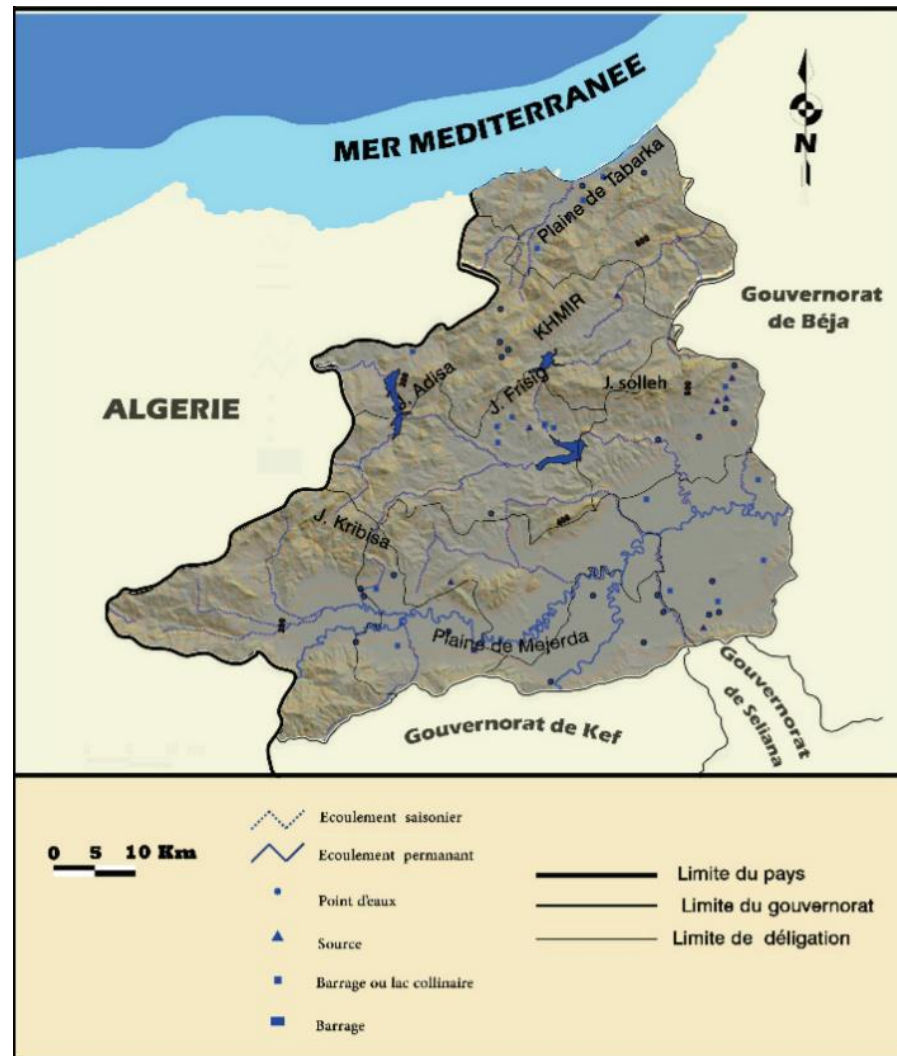 MER MEDITERRANEE
N
Plaine de Tabarka
600
Gouvernorat
de Béja
KHMIR
ALGERIE
J. Adisa
J. Frisig
J. solleh
J. Kribisa
Plaine de Mejerda
Gouvernorat de Kef
Gouvernorat
de Seliana
0 5 10 Km
Ecoulement saisonier
Ecoulement permanant
Point d'eaux
Source
Barrage ou lac collinaire
Barrage
Limite du pays
Limite du gouvernorat
Limite de déligation